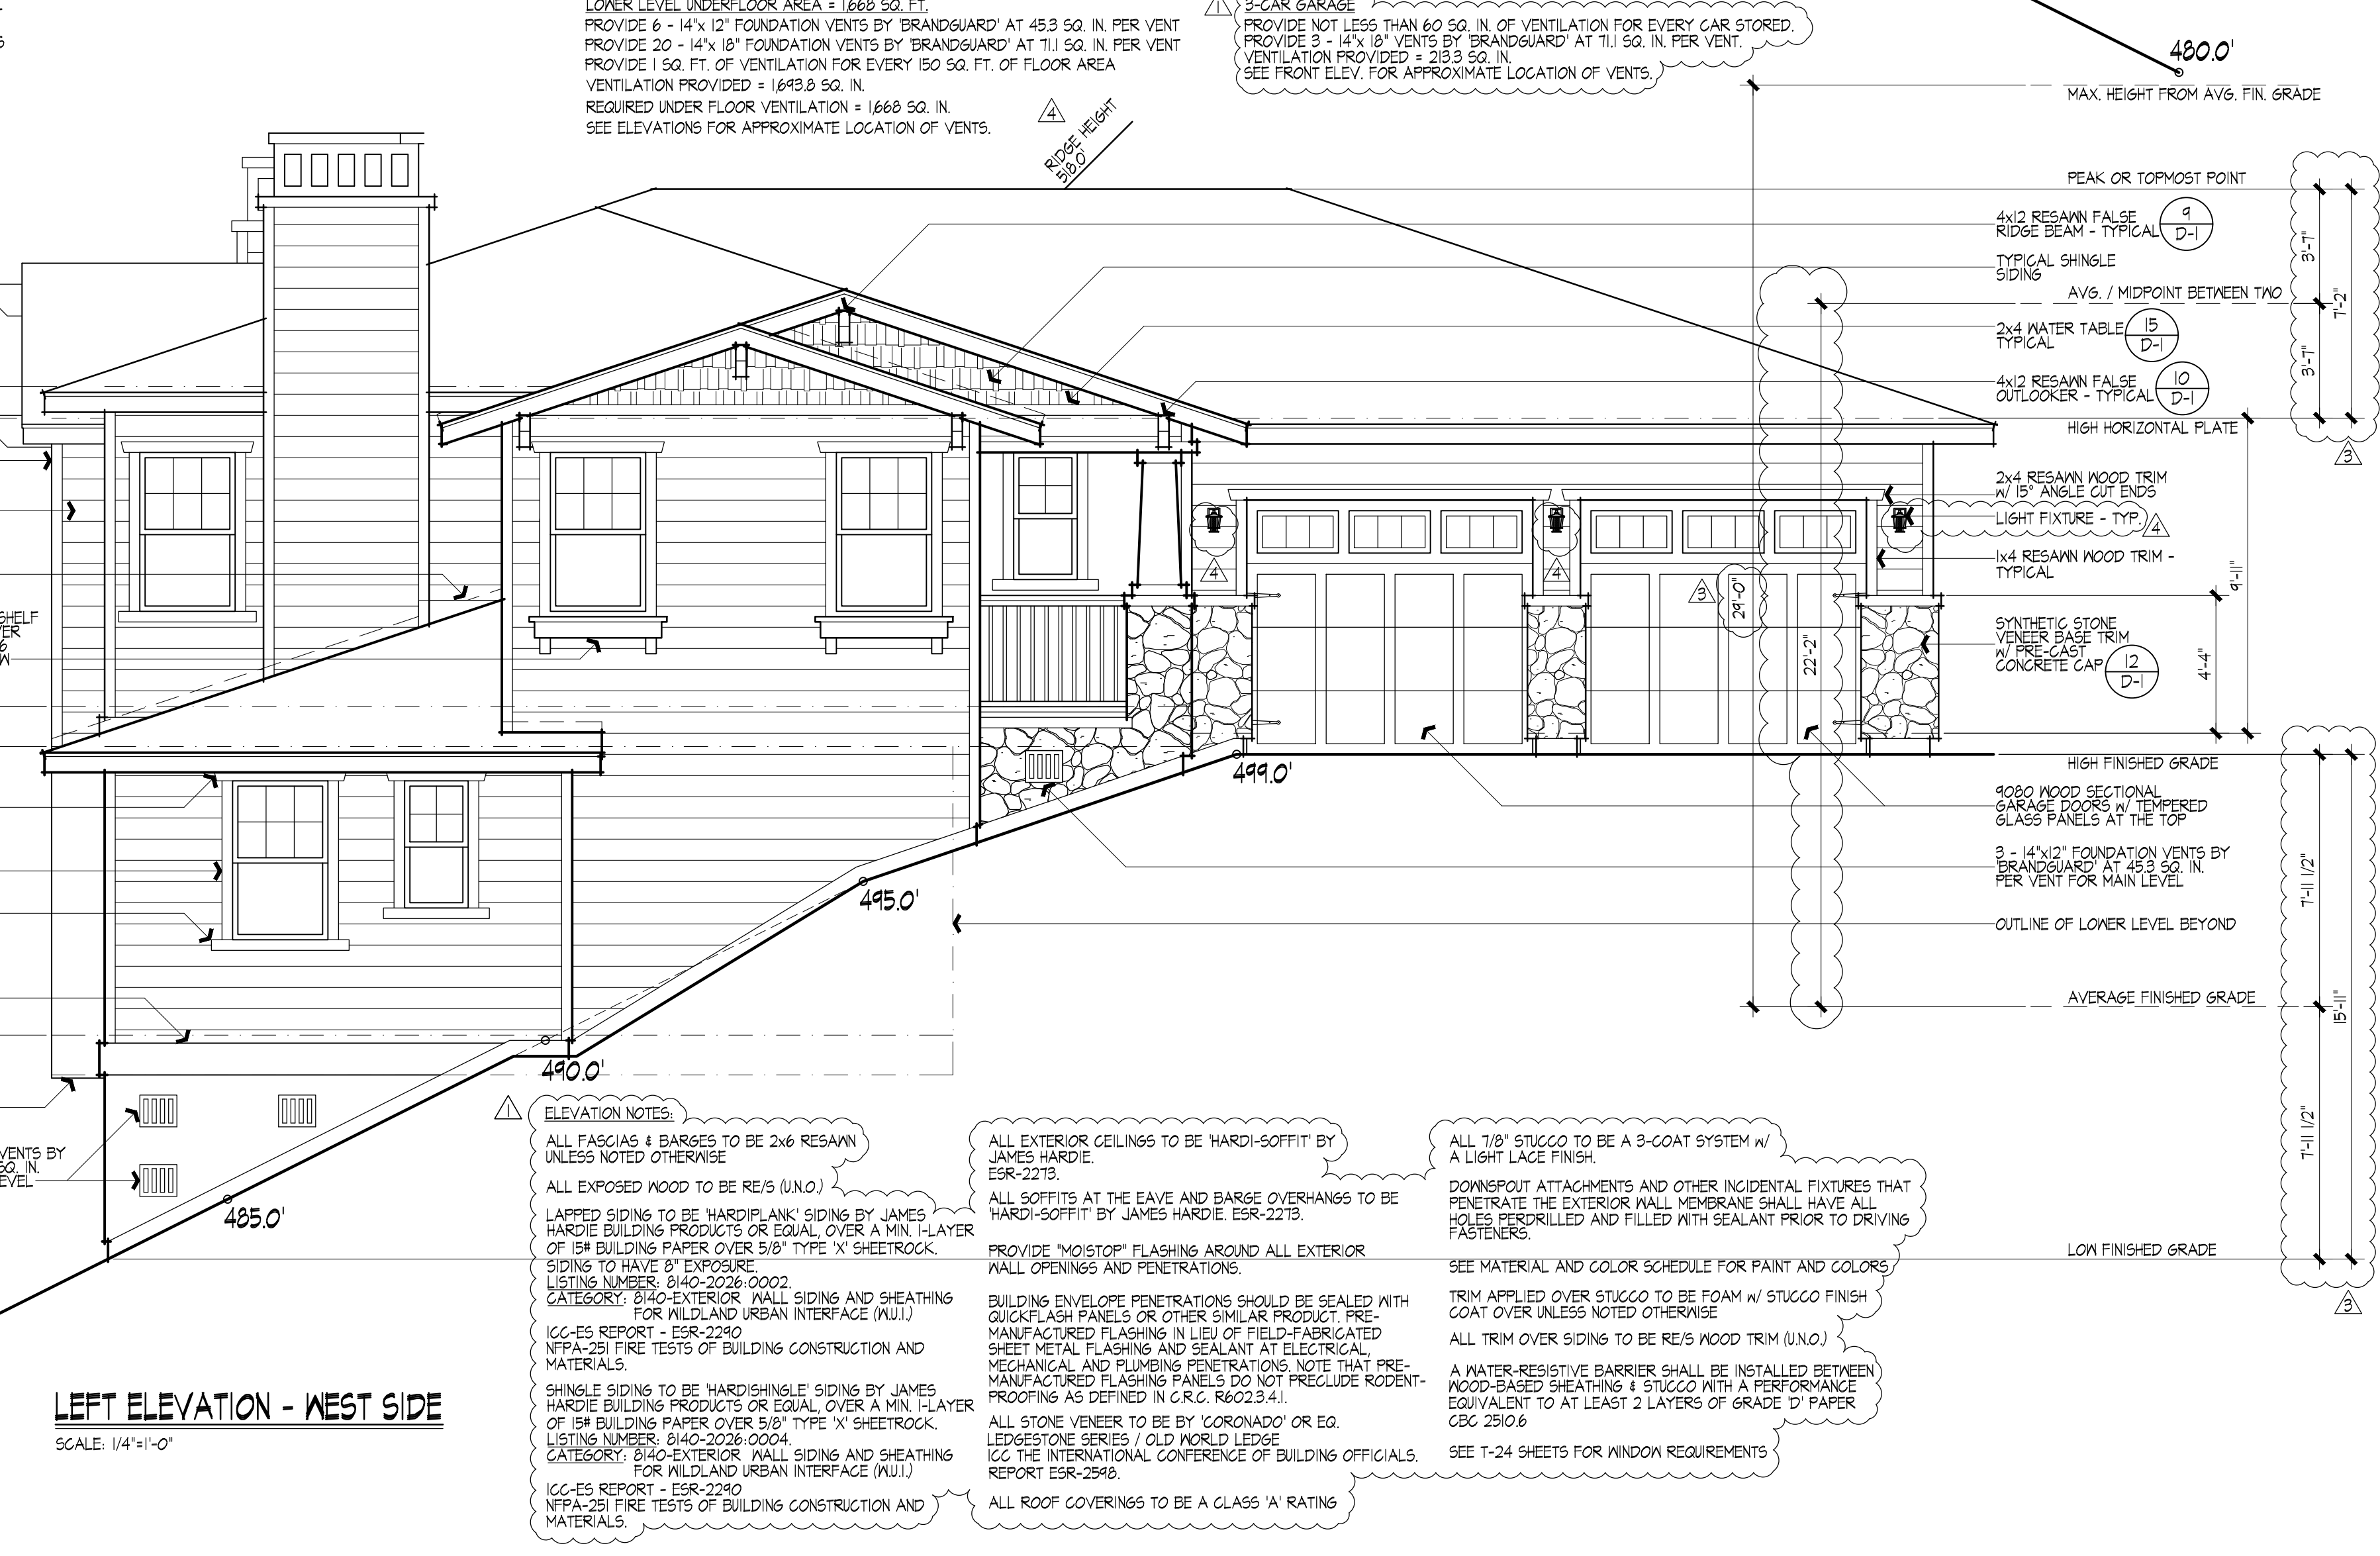 LOWER LEVEL UNDERFLOOR AREA = 1,668 SQ. FT.
PROVIDE 6 - 14"x 12" FOUNDATION VENTS BY 'BRANDGUARD' AT 45.3 SQ. IN. PER VENT
PROVIDE 20 - 14"x 18" FOUNDATION VENTS BY 'BRANDGUARD' AT 71.1 SQ. IN. PER VENT
PROVIDE 1 SQ. FT. OF VENTILATION FOR EVERY 150 SQ. FT. OF FLOOR AREA
VENTILATION PROVIDED = 1,693.8 SQ. IN.
REQUIRED UNDER FLOOR VENTILATION = 1,668 SQ. IN.
SEE ELEVATIONS FOR APPROXIMATE LOCATION OF VENTS.
4
1
3-CAR GARAGE
PROVIDE NOT LESS THAN 60 SQ. IN. OF VENTILATION FOR EVERY CAR STORED.
PROVIDE 3 - 14"x 18" VENTS BY 'BRANDGUARD' AT 71.1 SQ. IN. PER VENT.
VENTILATION PROVIDED = 213.3 SQ. IN.
SEE FRONT ELEV. FOR APPROXIMATE LOCATION OF VENTS.
480.0'
MAX. HEIGHT FROM AVG. FIN. GRADE
RIDGE HEIGHT
518.0'
PEAK OR TOPMOST POINT
4x12 RESAWN FALSE
RIDGE BEAM - TYPICAL
9
D-1
TYPICAL SHINGLE
SIDING
AVG. / MIDPOINT BETWEEN TWO
2x4 WATER TABLE
TYPICAL
15
D-1
4x12 RESAWN FALSE
OUTLOOKER - TYPICAL
10
D-1
HIGH HORIZONTAL PLATE
3'-7"
7'-2"
3'-7"
3
2x4 RESAWN WOOD TRIM
w/ 15° ANGLE CUT ENDS
LIGHT FIXTURE - TYP.
4
1x4 RESAWN WOOD TRIM -
TYPICAL
9'-11"
4
4
3
29'-0"
22'-2"
SYNTHETIC STONE
VENEER BASE TRIM
w/ PRE-CAST
CONCRETE CAP
12
D-1
4'-4"
SHELF
499.0'
HIGH FINISHED GRADE
9080 WOOD SECTIONAL
GARAGE DOORS w/ TEMPERED
GLASS PANELS AT THE TOP
3 - 14"x12" FOUNDATION VENTS BY
'BRANDGUARD' AT 45.3 SQ. IN.
PER VENT FOR MAIN LEVEL
495.0'
OUTLINE OF LOWER LEVEL BEYOND
AVERAGE FINISHED GRADE
7'-11 1/2"
15'-11"
7'-11 1/2"
490.0'
485.0'
VENTS BY
SQ. IN.
LOW FINISHED GRADE
3
1
ELEVATION NOTES:
ALL FASCIAS & BARGES TO BE 2x6 RESAWN
UNLESS NOTED OTHERWISE
ALL EXPOSED WOOD TO BE RE/S (U.N.O.)
LAPPED SIDING TO BE 'HARDIPLANK' SIDING BY JAMES
HARDIE BUILDING PRODUCTS OR EQUAL, OVER A MIN. 1-LAYER
OF 15# BUILDING PAPER OVER 5/8" TYPE 'X' SHEETROCK.
SIDING TO HAVE 8" EXPOSURE.
LISTING NUMBER: 8140-2026:0002.
CATEGORY: 8140-EXTERIOR WALL SIDING AND SHEATHING
FOR WILDLAND URBAN INTERFACE (W.U.I.)
ICC-ES REPORT - ESR-2290
NFPA-251 FIRE TESTS OF BUILDING CONSTRUCTION AND
MATERIALS.
SHINGLE SIDING TO BE 'HARDISHINGLE' SIDING BY JAMES
HARDIE BUILDING PRODUCTS OR EQUAL, OVER A MIN. 1-LAYER
OF 15# BUILDING PAPER OVER 5/8" TYPE 'X' SHEETROCK.
LISTING NUMBER: 8140-2026:0004.
CATEGORY: 8140-EXTERIOR WALL SIDING AND SHEATHING
FOR WILDLAND URBAN INTERFACE (W.U.I.)
ICC-ES REPORT - ESR-2290
NFPA-251 FIRE TESTS OF BUILDING CONSTRUCTION AND
MATERIALS.
ALL EXTERIOR CEILINGS TO BE 'HARDI-SOFFIT' BY
JAMES HARDIE.
ESR-2273.
ALL SOFFITS AT THE EAVE AND BARGE OVERHANGS TO BE
'HARDI-SOFFIT' BY JAMES HARDIE. ESR-2273.
PROVIDE "MOISTOP" FLASHING AROUND ALL EXTERIOR
WALL OPENINGS AND PENETRATIONS.
BUILDING ENVELOPE PENETRATIONS SHOULD BE SEALED WITH
QUICKFLASH PANELS OR OTHER SIMILAR PRODUCT. PRE-
MANUFACTURED FLASHING IN LIEU OF FIELD-FABRICATED
SHEET METAL FLASHING AND SEALANT AT ELECTRICAL,
MECHANICAL AND PLUMBING PENETRATIONS. NOTE THAT PRE-
MANUFACTURED FLASHING PANELS DO NOT PRECLUDE RODENT-
PROOFING AS DEFINED IN C.R.C. R602.3.4.1.
ALL STONE VENEER TO BE BY 'CORONADO' OR EQ.
LEDGESTONE SERIES / OLD WORLD LEDGE
ICC THE INTERNATIONAL CONFERENCE OF BUILDING OFFICIALS.
REPORT ESR-2598.
ALL ROOF COVERINGS TO BE A CLASS 'A' RATING
ALL 7/8" STUCCO TO BE A 3-COAT SYSTEM w/
A LIGHT LACE FINISH.
DOWNSPOUT ATTACHMENTS AND OTHER INCIDENTAL FIXTURES THAT
PENETRATE THE EXTERIOR WALL MEMBRANE SHALL HAVE ALL
HOLES PERDRILLED AND FILLED WITH SEALANT PRIOR TO DRIVING
FASTENERS.
SEE MATERIAL AND COLOR SCHEDULE FOR PAINT AND COLORS
TRIM APPLIED OVER STUCCO TO BE FOAM w/ STUCCO FINISH
COAT OVER UNLESS NOTED OTHERWISE
ALL TRIM OVER SIDING TO BE RE/S WOOD TRIM (U.N.O.)
A WATER-RESISTIVE BARRIER SHALL BE INSTALLED BETWEEN
WOOD-BASED SHEATHING & STUCCO WITH A PERFORMANCE
EQUIVALENT TO AT LEAST 2 LAYERS OF GRADE 'D' PAPER
CBC 2510.6
SEE T-24 SHEETS FOR WINDOW REQUIREMENTS
LEFT ELEVATION - WEST SIDE
SCALE: 1/4"=1'-0"